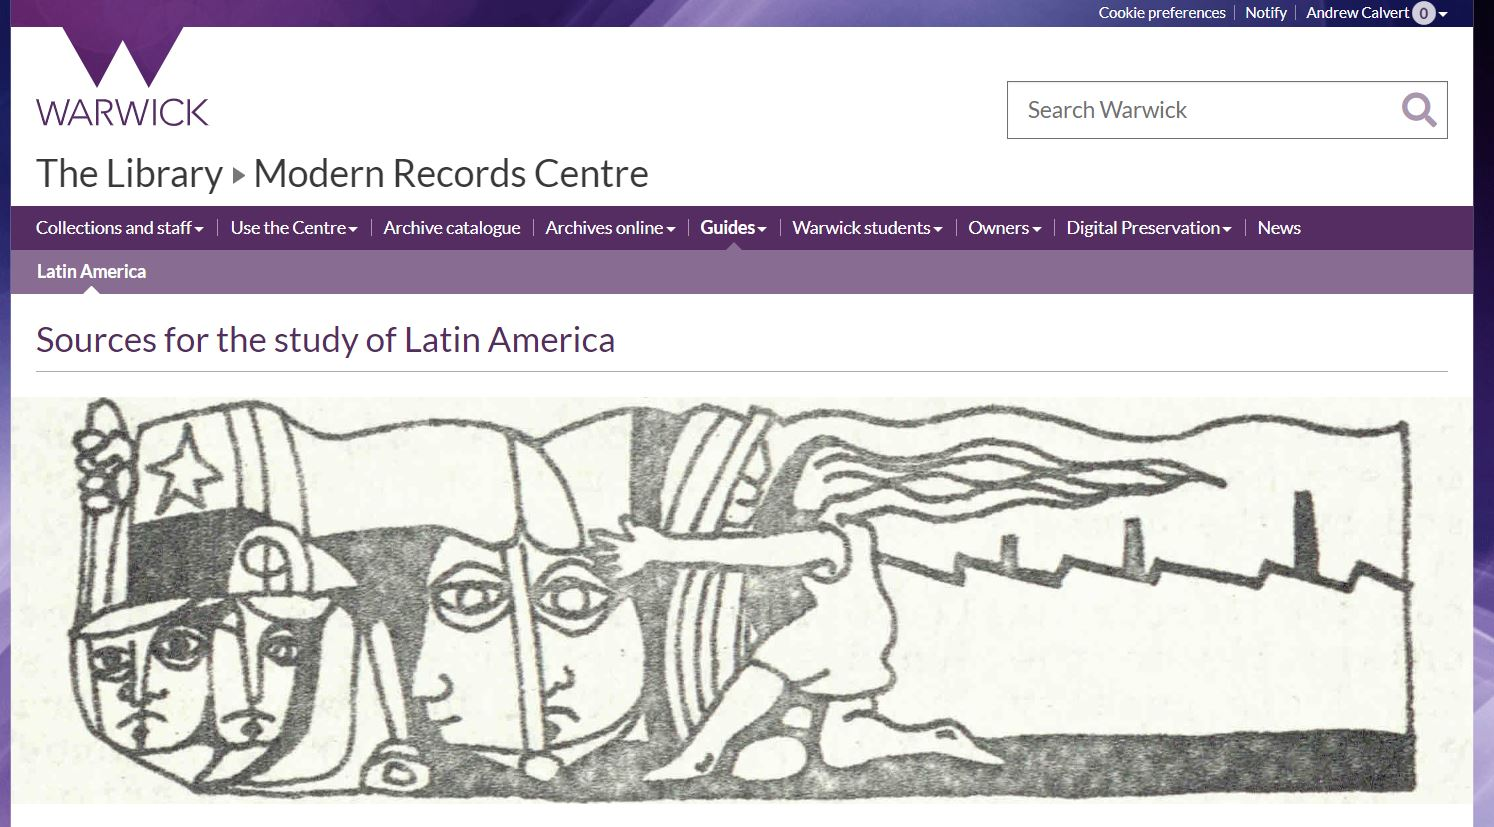 Cookie preferences Notify Andrew Calvert 0
WARWICK
Search Warwick
The Library Modern Records Centre
Collections and staff Use the Centre Archive catalogue Archives online Guides Warwick students Owners Digital Preservation News
Latin America
Sources for the study of Latin America